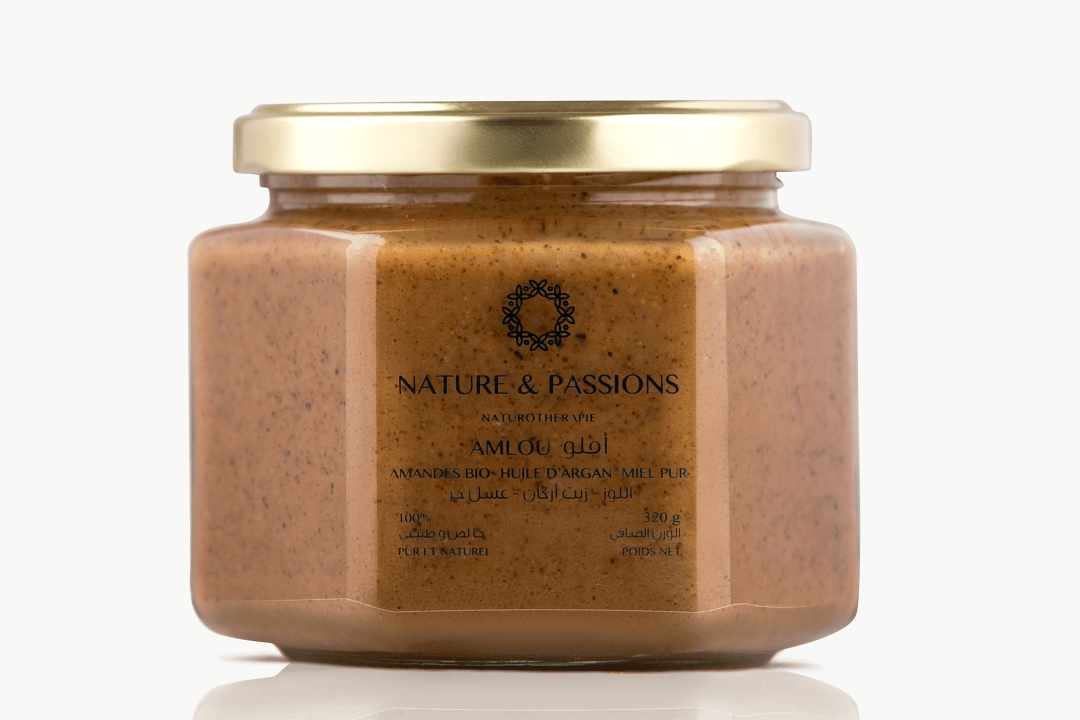 NATURE & PASSIONS
NATUROTHERAPIE
AMLOU أملو
AMANDES BIO - HUILE D'ARGAN - MIEL PUR
اللوز - زيت أركان - عسل حر
100% 320 g
خالص و طبيعي الوزن الصافي
PUR ET NATUREL POIDS NET